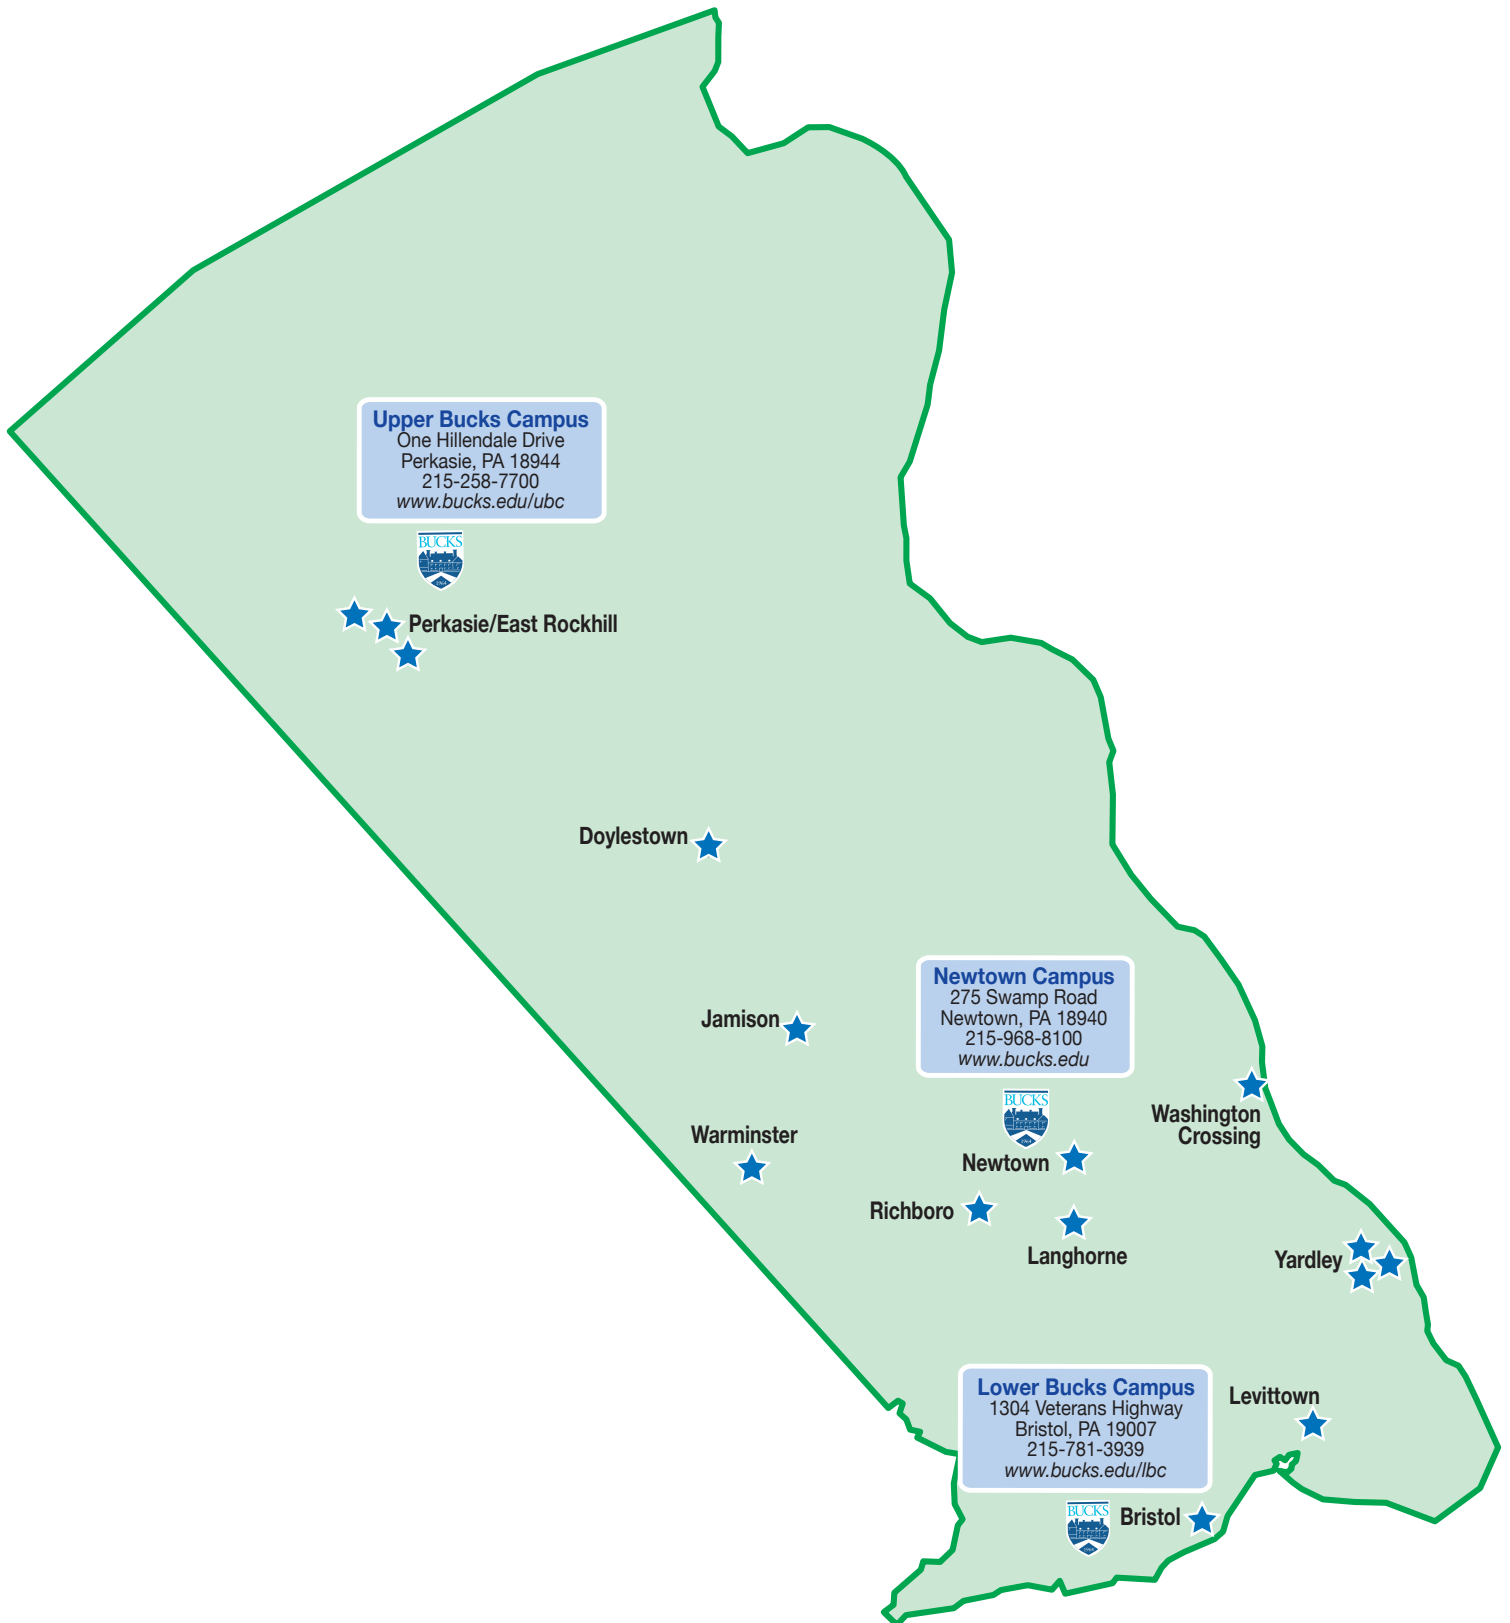 Upper Bucks Campus
One Hillendale Drive
Perkasie, PA 18944
215-258-7700
www.bucks.edu/ubc
BUCKS
1964
Perkasie/East Rockhill
Doylestown
Jamison
Newtown Campus
275 Swamp Road
Newtown, PA 18940
215-968-8100
www.bucks.edu
BUCKS
1964
Washington
Crossing
Warminster
Newtown
Richboro
Langhorne
Yardley
Lower Bucks Campus
1304 Veterans Highway
Bristol, PA 19007
215-781-3939
www.bucks.edu/lbc
Levittown
BUCKS
Bristol